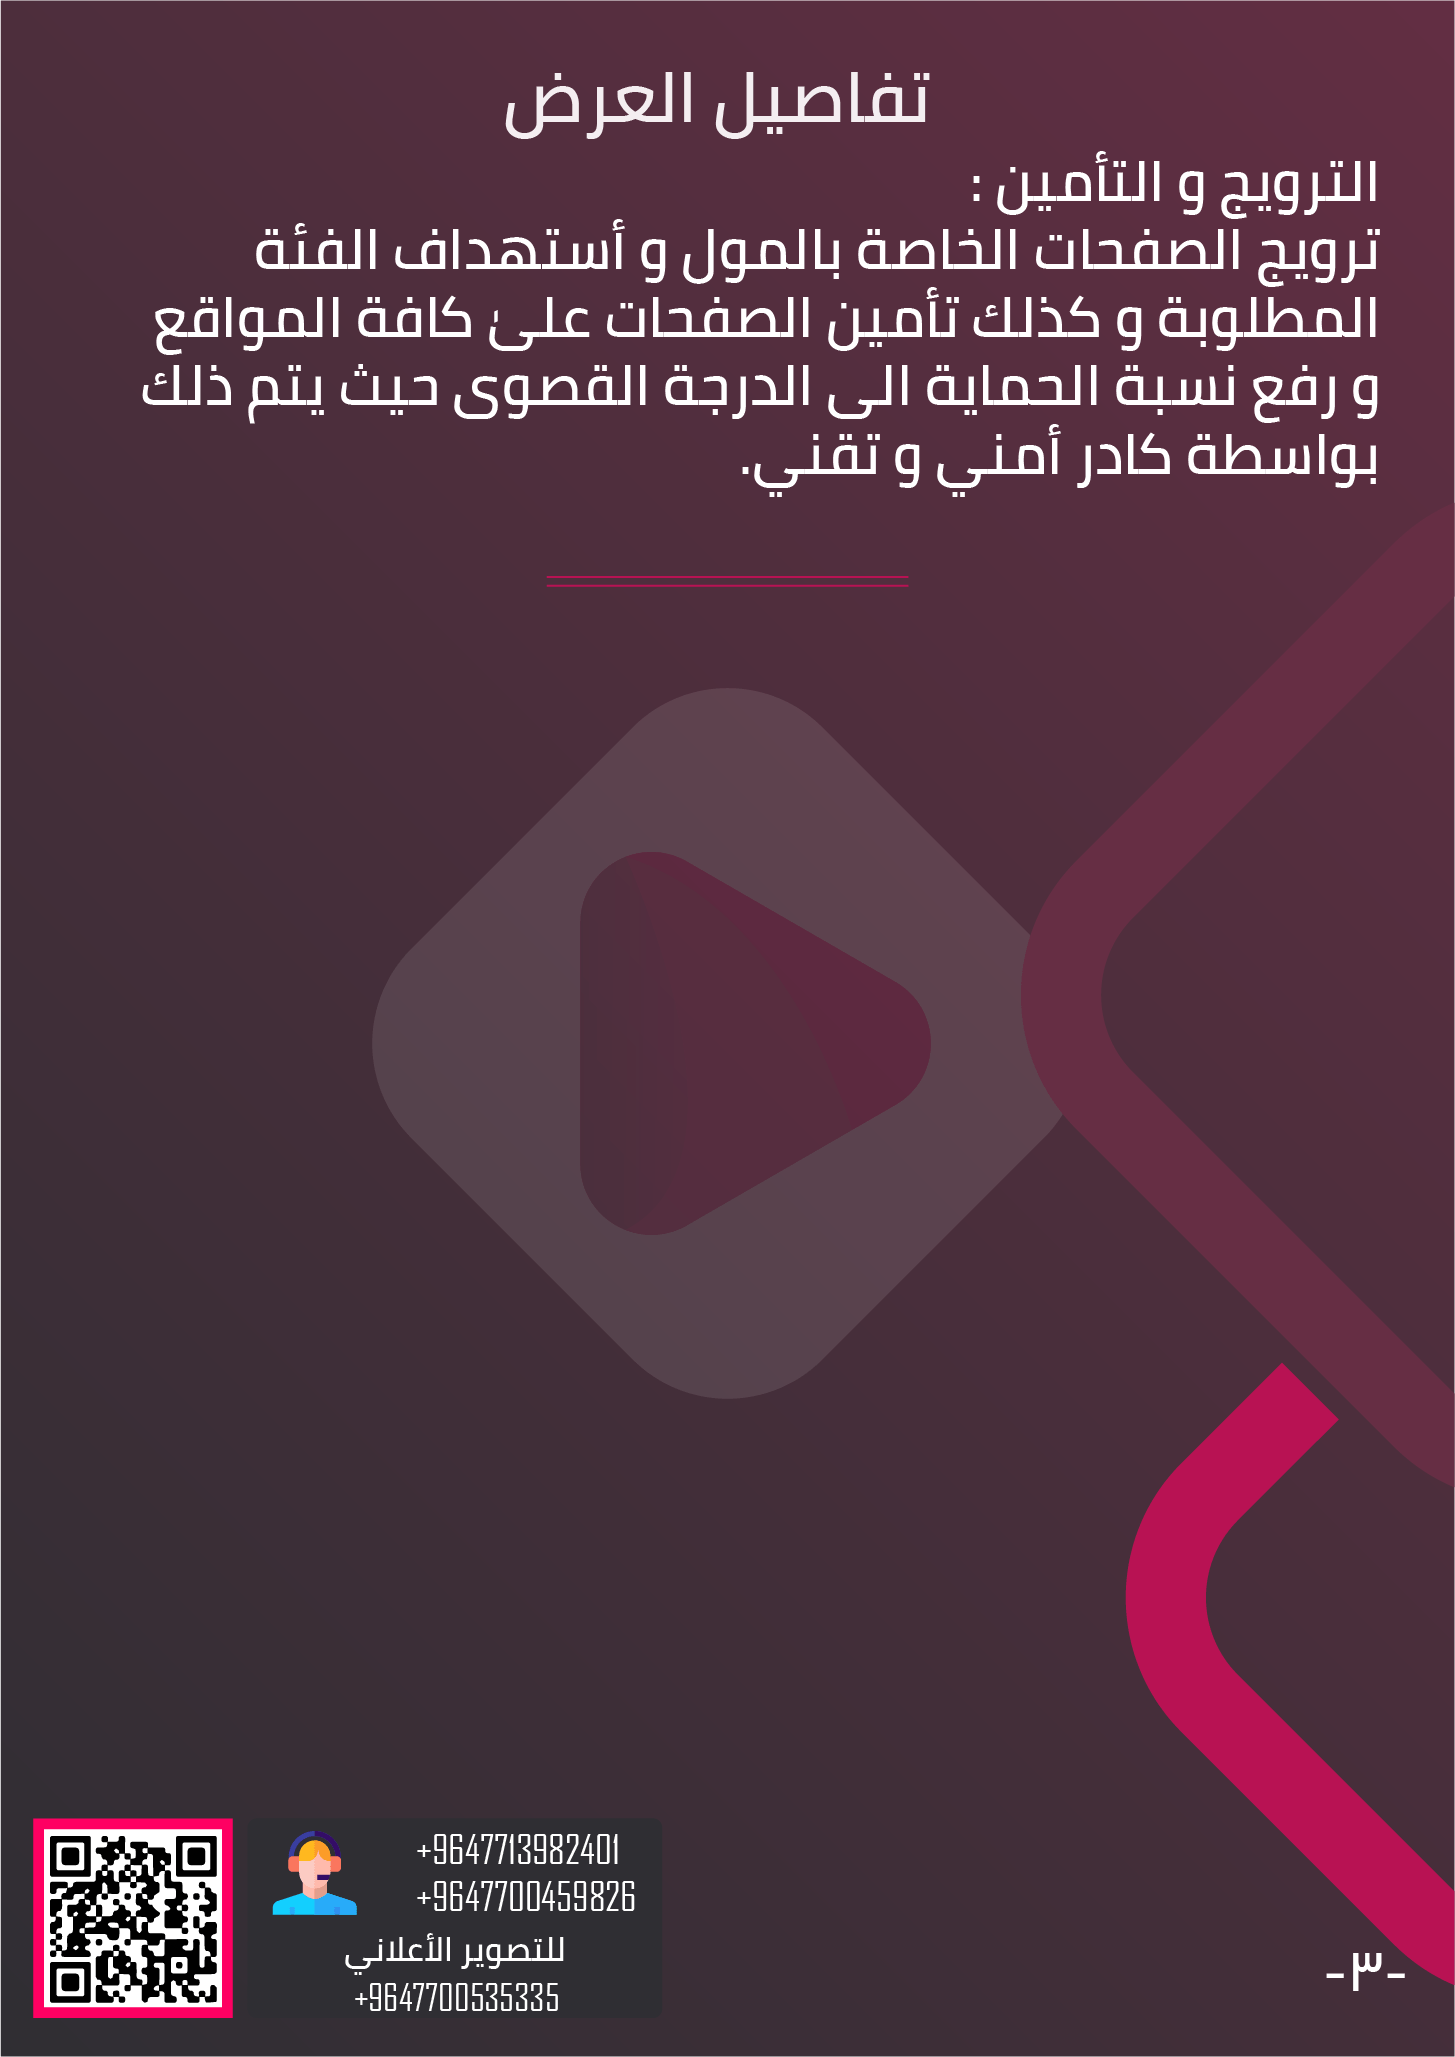 تفاصيل العرض
الترويج و التأمين :
ترويج الصفحات الخاصة بالمول و أستهداف الفئة
المطلوبة و كذلك تأمين الصفحات علىٰ كافة المواقع
و رفع نسبة الحماية الى الدرجة القصوى حيث يتم ذلك
بواسطة كادر أمني و تقني.
+9647713982401
+9647700459826
للتصوير الأعلاني
+9647700535335
-٣-